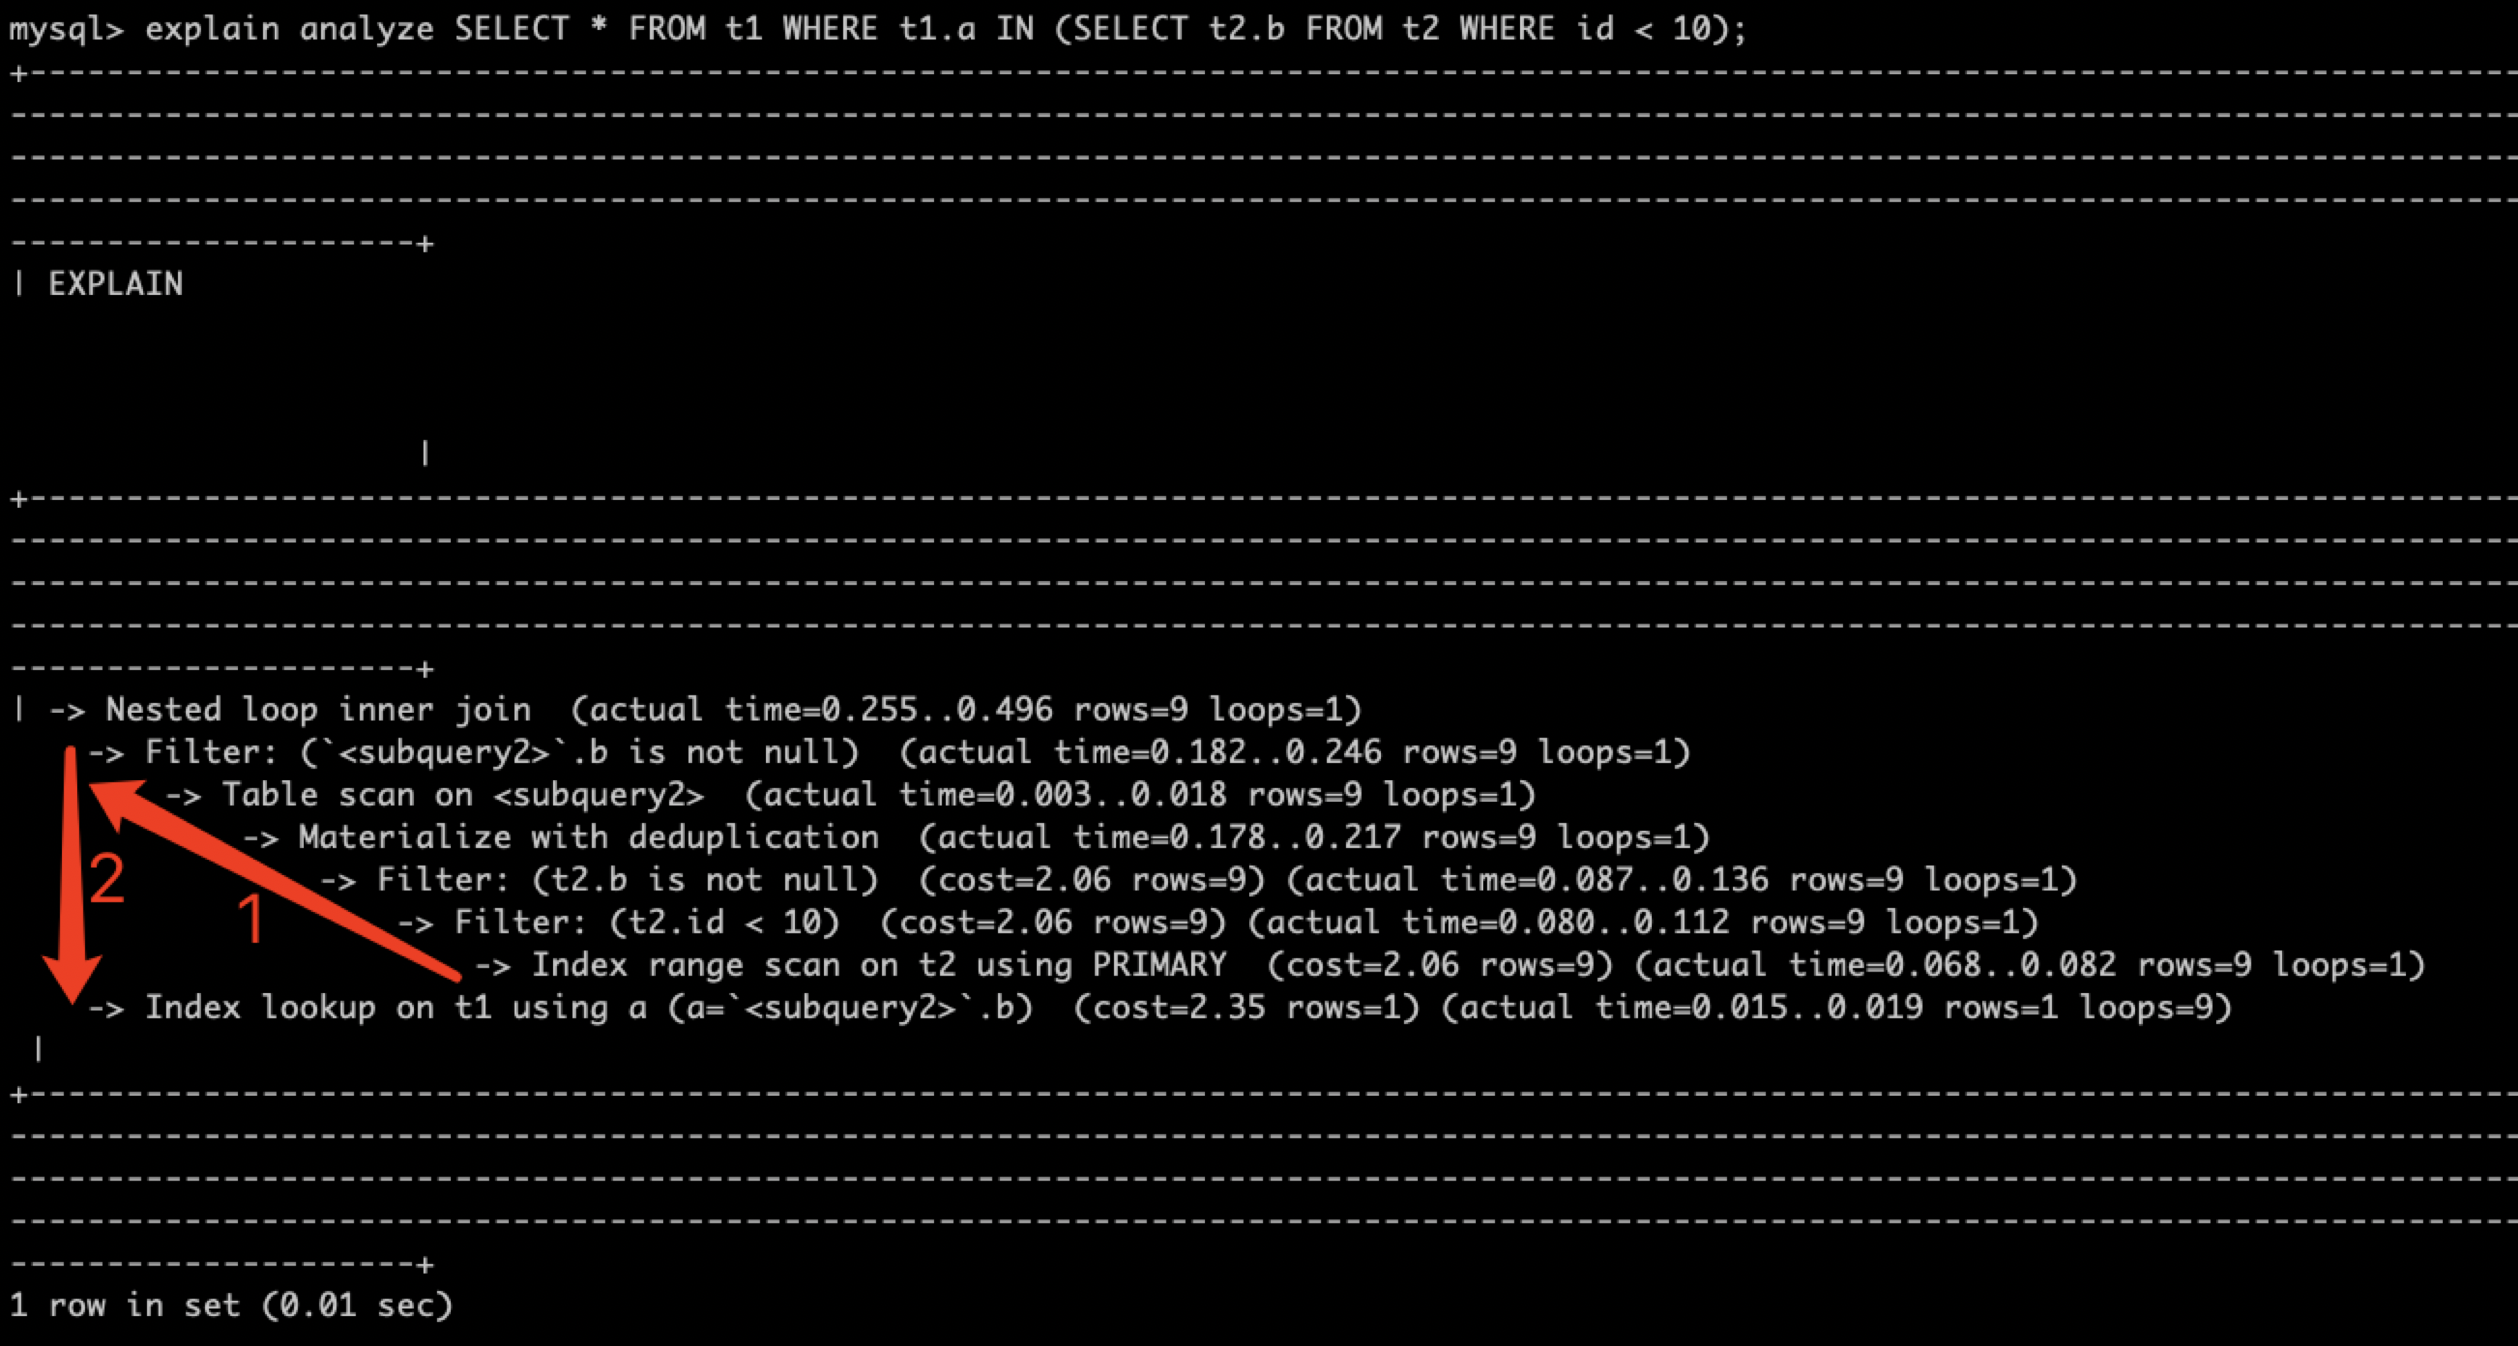 mysql> explain analyze SELECT * FROM t1 WHERE t1.a IN (SELECT t2.b FROM t2 WHERE id < 10);
| EXPLAIN
|
| -> Nested loop inner join  (actual time=0.255..0.496 rows=9 loops=1)
-> Filter: (`<subquery2>`.b is not null)  (actual time=0.182..0.246 rows=9 loops=1)
-> Table scan on <subquery2>  (actual time=0.003..0.018 rows=9 loops=1)
-> Materialize with deduplication  (actual time=0.178..0.217 rows=9 loops=1)
2
-> Filter: (t2.b is not null)  (cost=2.06 rows=9) (actual time=0.087..0.136 rows=9 loops=1)
1
-> Filter: (t2.id < 10)  (cost=2.06 rows=9) (actual time=0.080..0.112 rows=9 loops=1)
-> Index range scan on t2 using PRIMARY  (cost=2.06 rows=9) (actual time=0.068..0.082 rows=9 loops=1)
-> Index lookup on t1 using a (a=`<subquery2>`.b)  (cost=2.35 rows=1) (actual time=0.015..0.019 rows=1 loops=9)
|
1 row in set (0.01 sec)